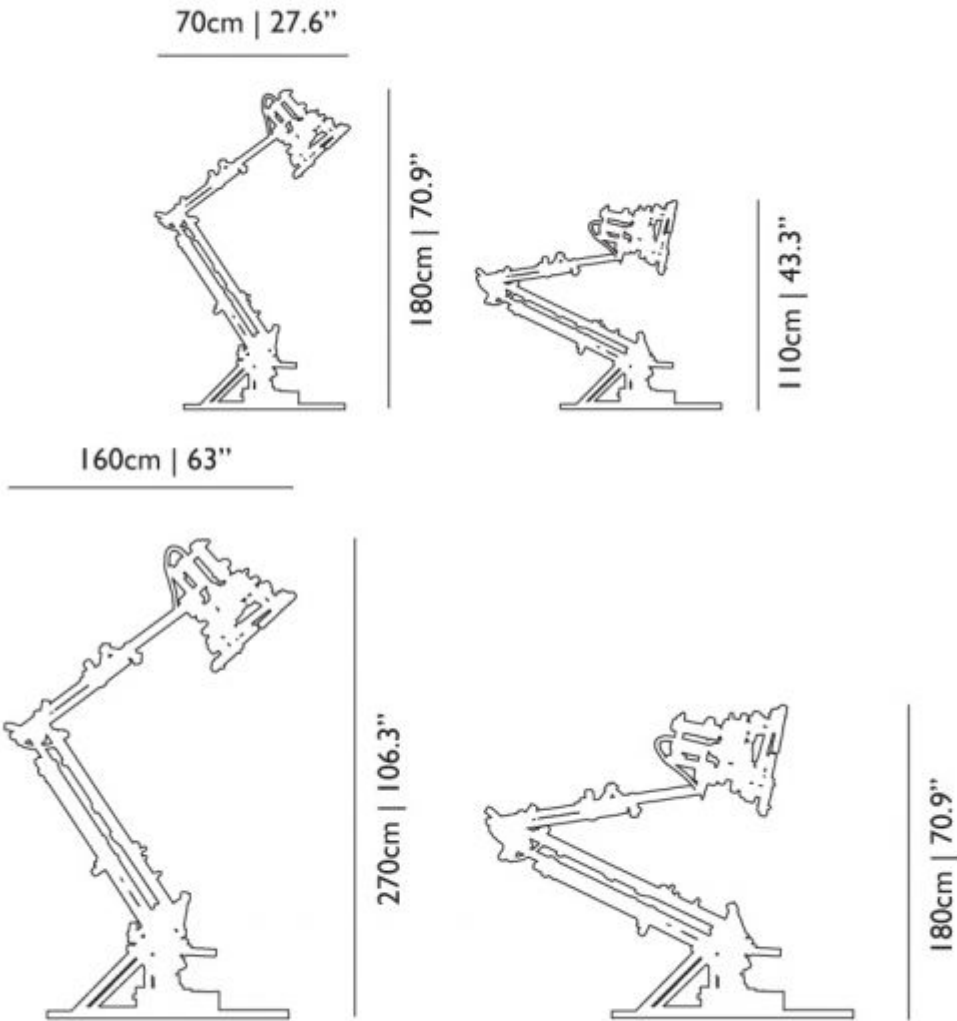 70cm | 27.6”
180cm | 70.9”
110cm | 43.3”
160cm | 63”
270cm | 106.3”
180cm | 70.9”